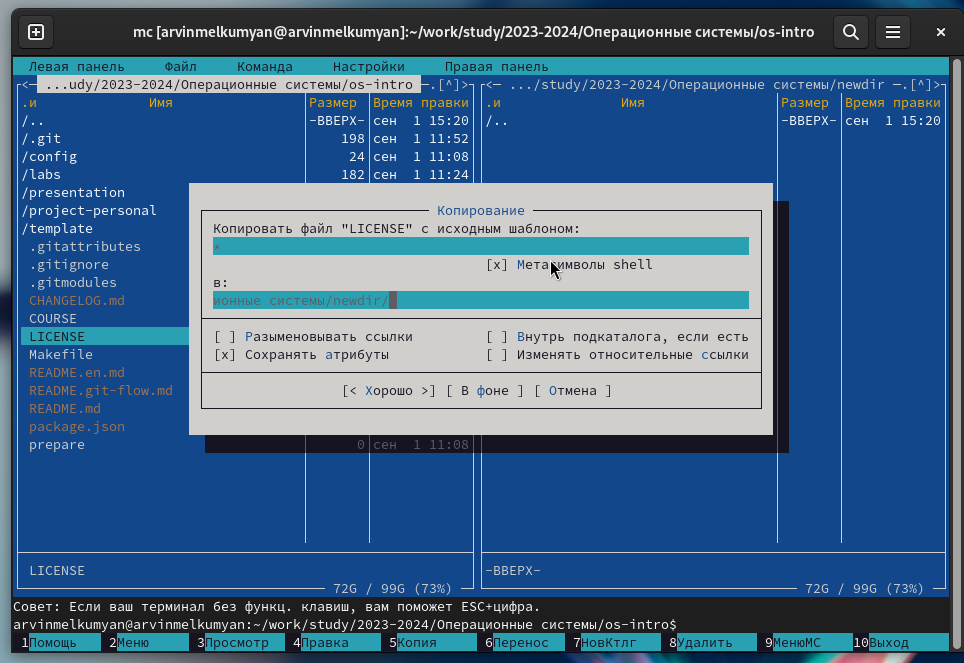 mc [arvinmelkumyan@arvinmelkumyan]:~/work/study/2023-2024/Операционные системы/os-intro
Левая панель Файл Команда Настройки Правая панель
<— ...udy/2023-2024/Операционные системы/os-intro —.[^]>
.и Имя Размер Время правки
/.. -ВВЕРХ- сен 1 15:20
/.git 198 сен 1 11:52
/config 24 сен 1 11:08
/labs 182 сен 1 11:24
/presentation
/project-personal
/template
.gitattributes
.gitignore
.gitmodules
CHANGELOG.md
COURSE
LICENSE
Makefile
README.en.md
README.git-flow.md
README.md
package.json
prepare 0 сен 1 11:08
LICENSE
72G / 99G (73%)
<— .../study/2023-2024/Операционные системы/newdir —.[^]>
.и Имя Размер Время правки
/.. -ВВЕРХ- сен 1 15:20
-ВВЕРХ-
72G / 99G (73%)
Копирование
Копировать файл "LICENSE" с исходным шаблоном:
*
[x] Метасимволы shell
в:
ионные системы/newdir/
[ ] Разыменовывать ссылки [ ] Внутрь подкаталога, если есть
[x] Сохранять атрибуты [ ] Изменять относительные ссылки
[< Хорошо >] [ В фоне ] [ Отмена ]
Совет: Если ваш терминал без функц. клавиш, вам поможет ESC+цифра.
arvinmelkumyan@arvinmelkumyan:~/work/study/2023-2024/Операционные системы/os-intro$
1Помощь 2Меню 3Просмотр 4Правка 5Копия 6Перенос 7НовКтлг 8Удалить 9МенюМС 10Выход